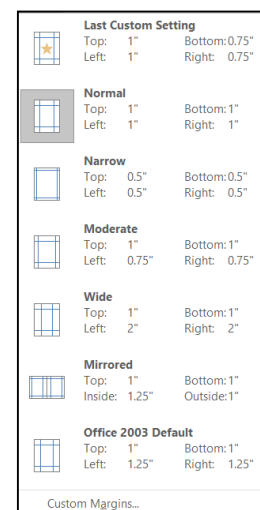 Last Custom Setting
Top: 1" Bottom: 0.75"
Left: 1" Right: 0.75"
Normal
Top: 1" Bottom: 1"
Left: 1" Right: 1"
Narrow
Top: 0.5" Bottom: 0.5"
Left: 0.5" Right: 0.5"
Moderate
Top: 1" Bottom: 1"
Left: 0.75" Right: 0.75"
Wide
Top: 1" Bottom: 1"
Left: 2" Right: 2"
Mirrored
Top: 1" Bottom: 1"
Inside: 1.25" Outside: 1"
Office 2003 Default
Top: 1" Bottom: 1"
Left: 1.25" Right: 1.25"
Custom Margins...